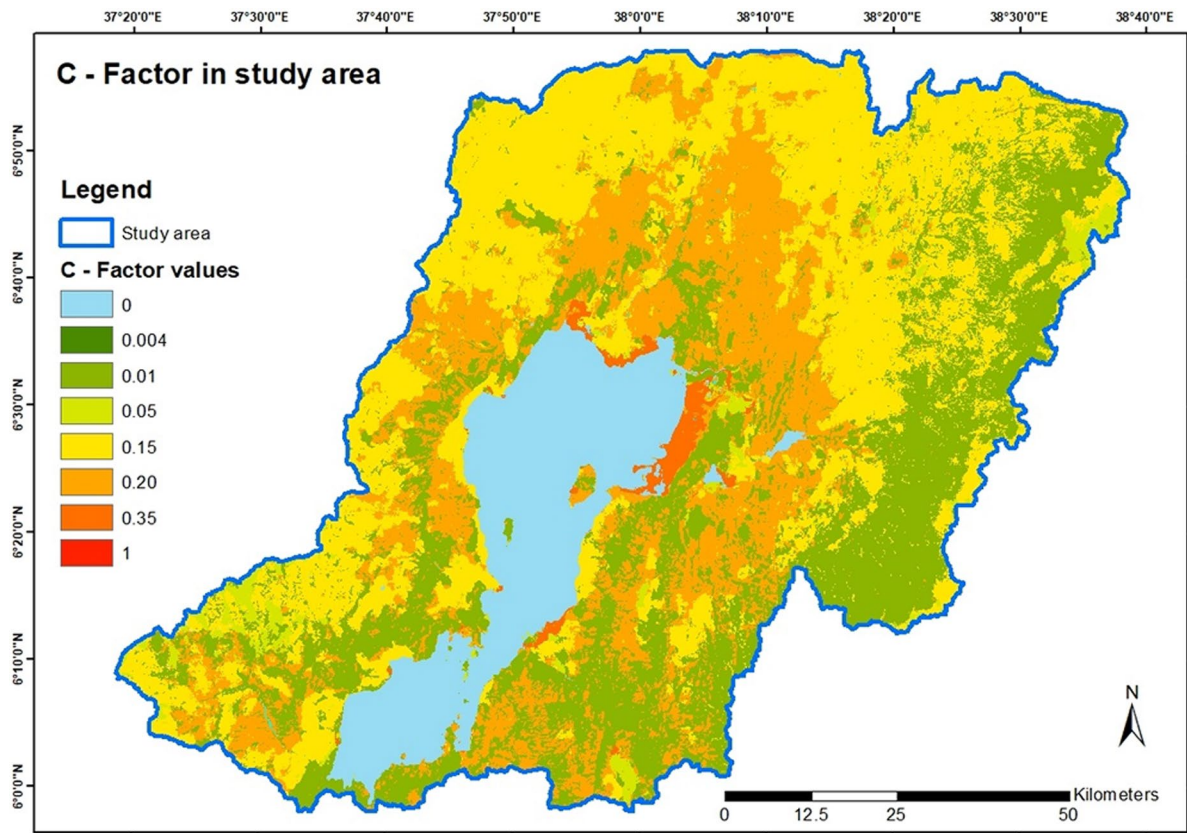 37°20'0"E 37°30'0"E 37°40'0"E 37°50'0"E 38°0'0"E 38°10'0"E 38°20'0"E 38°30'0"E 38°40'0"E
C - Factor in study area
6°50'0"N
Legend
Study area
C - Factor values
6°40'0"N
0
0.004
0.01
0.05
6°30'0"N
0.15
0.20
0.35
6°20'0"N
1
6°10'0"N
N
6°0'0"N
Kilometers
0 12.5 25 50